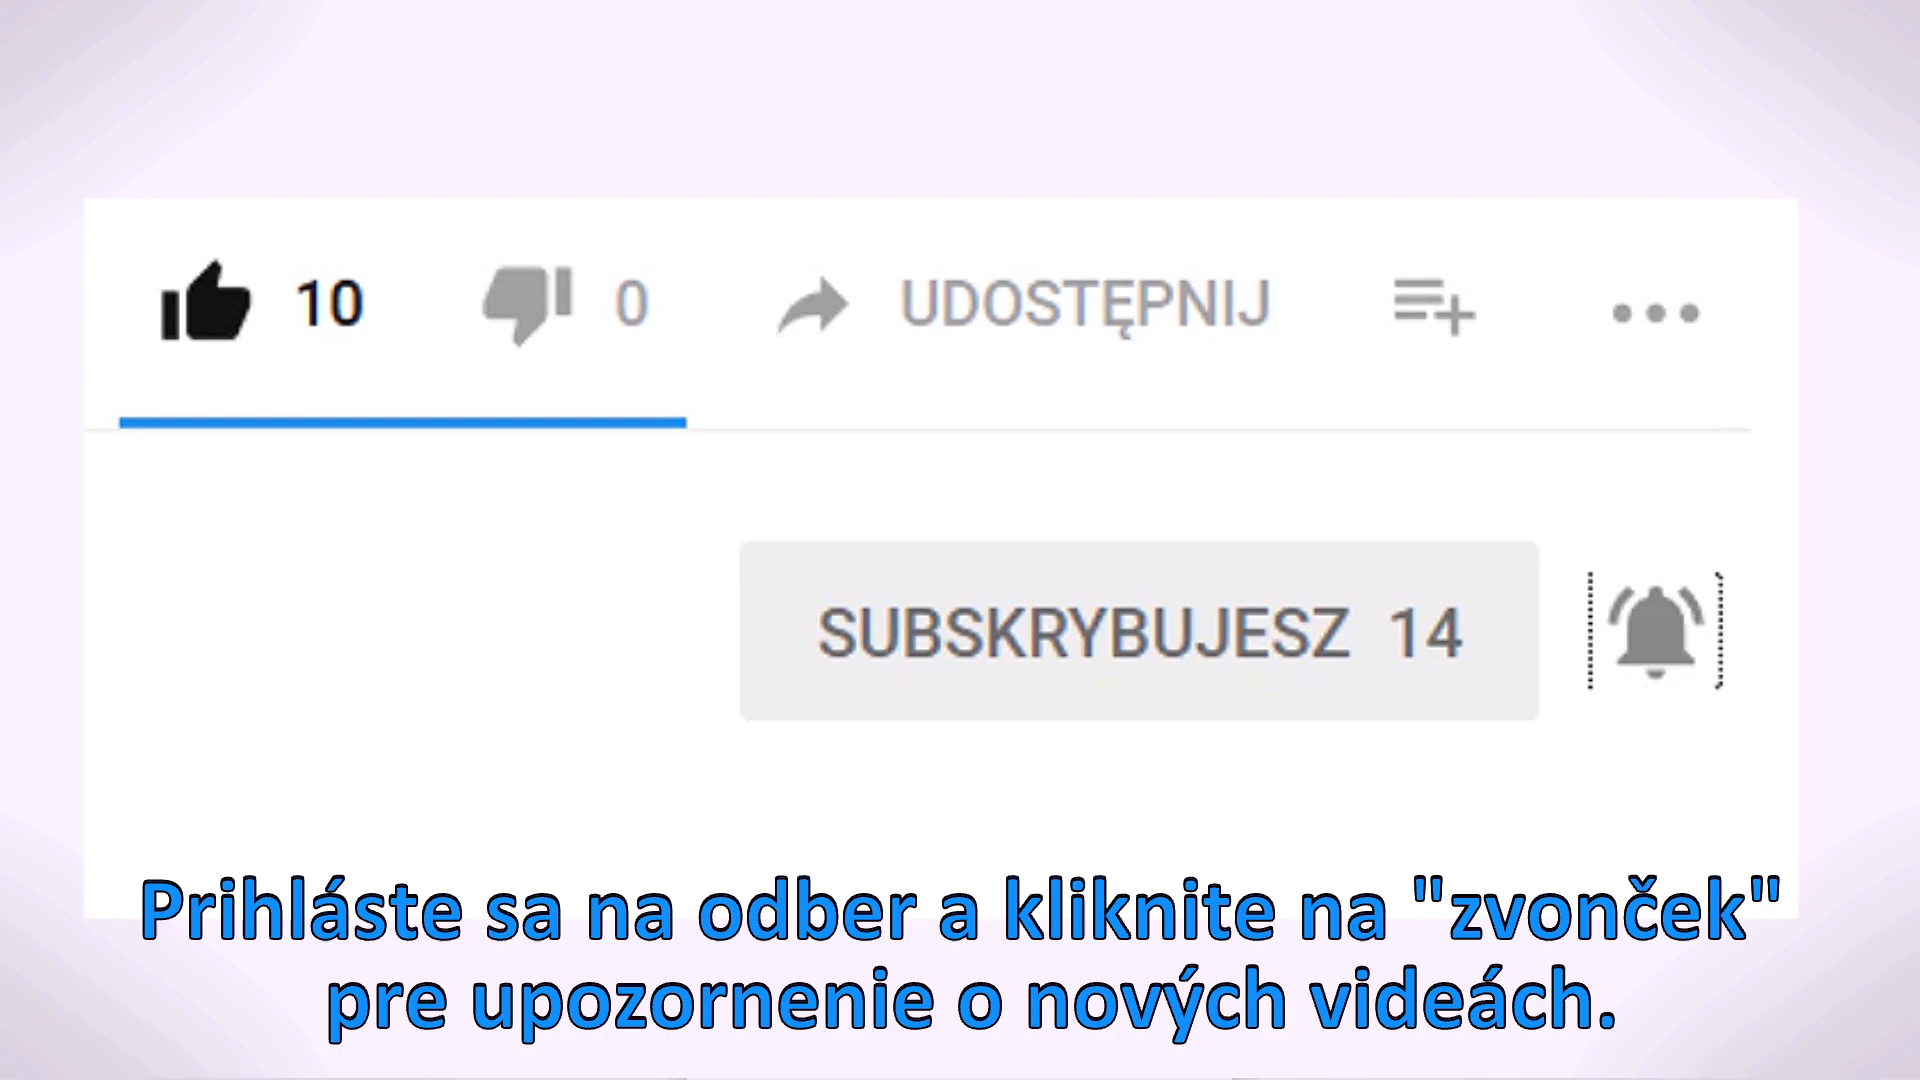 10 0 UDOSTĘPNIJ
SUBSKRYBUJESZ 14
Prihláste sa na odber a kliknite na "zvonček"
pre upozornenie o nových videách.